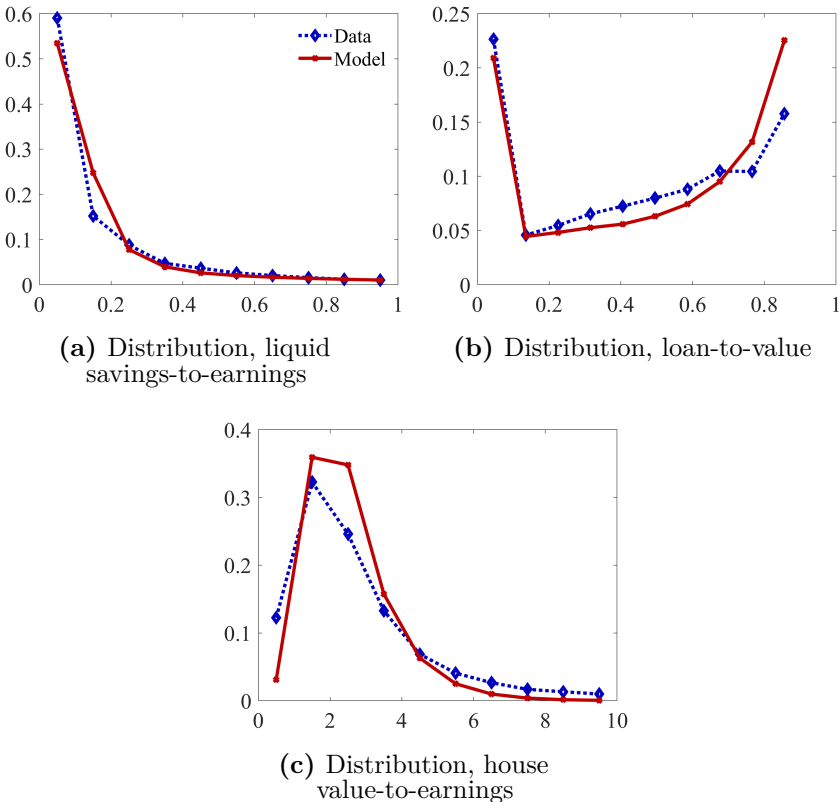 0.6
0.5
0.4
0.3
0.2
0.1
0
0 0.2 0.4 0.6 0.8 1
Data
Model
(a) Distribution, liquid
savings-to-earnings
0.25
0.2
0.15
0.1
0.05
0
0 0.2 0.4 0.6 0.8 1
(b) Distribution, loan-to-value
0.4
0.3
0.2
0.1
0
0 2 4 6 8 10
(c) Distribution, house
value-to-earnings